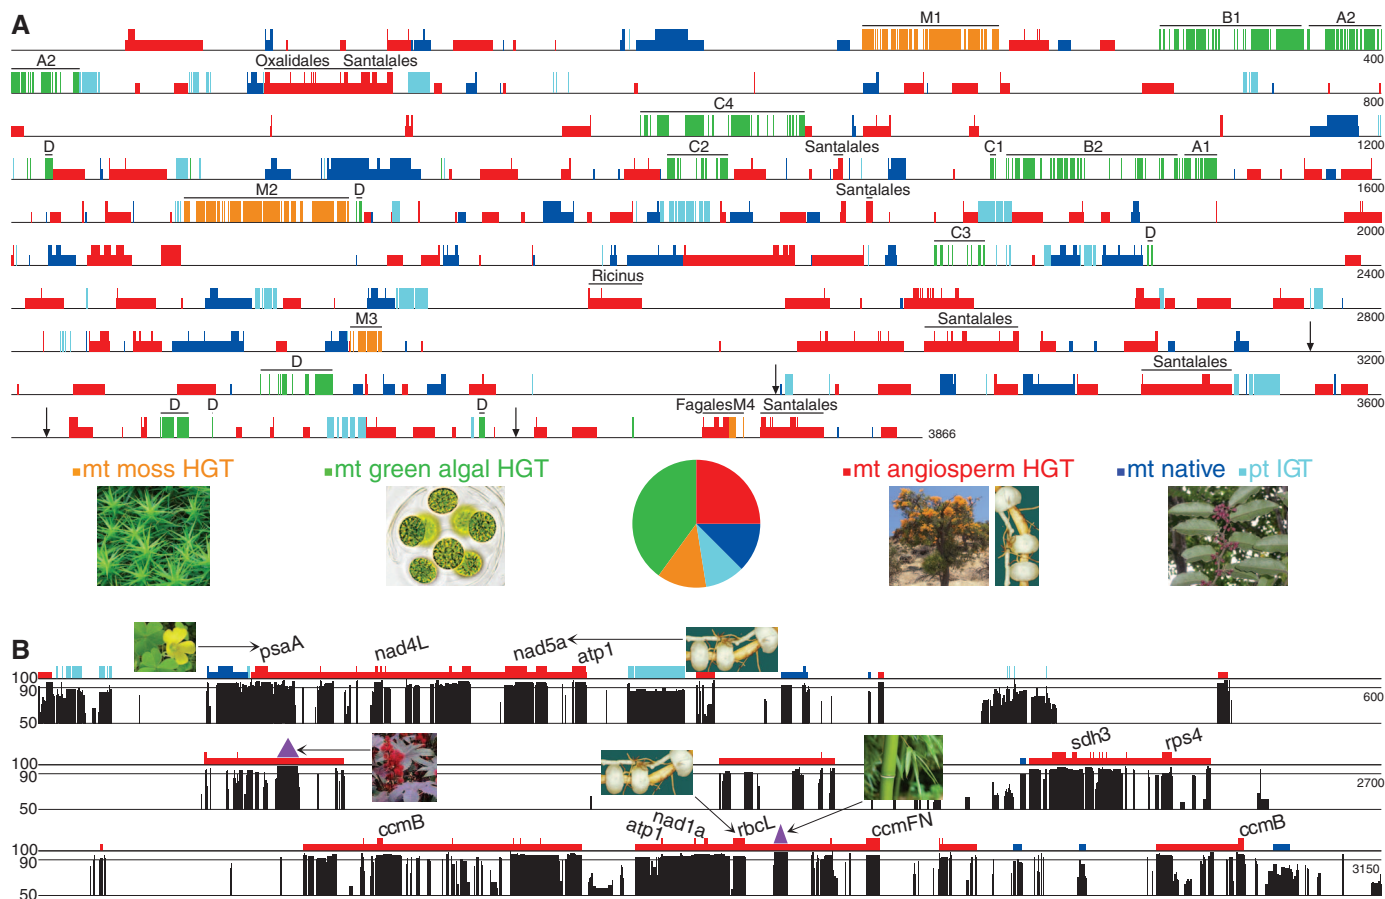 A
M1 B1 A2
400
A2 Oxalidales Santalales
800
C4
1200
D C2 Santalales C1 B2 A1
1600
M2 D Santalales
2000
C3 D
2400
Ricinus
2800
M3 Santalales
3200
D Santalales
3600
D D D Fagales M4 Santalales
3866
mt moss HGT mt green algal HGT mt angiosperm HGT mt native pt IGT
B
psaA nad4L nad5a atp1
100
90
50
600
sdh3 rps4
100
90
50
2700
ccmB atp1 nad1a rbcL ccmFN ccmB
100
90
50
3150